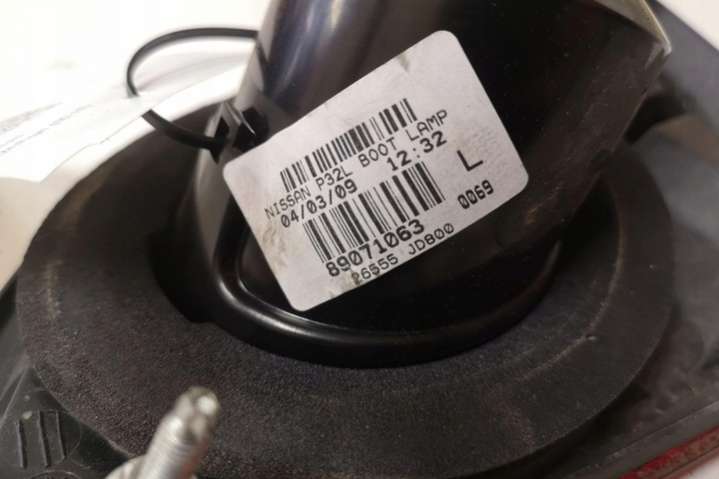 NISSAN P32L BOOT LAMP
04/03/09 12:32
L
89071063 0069
26555 JD800